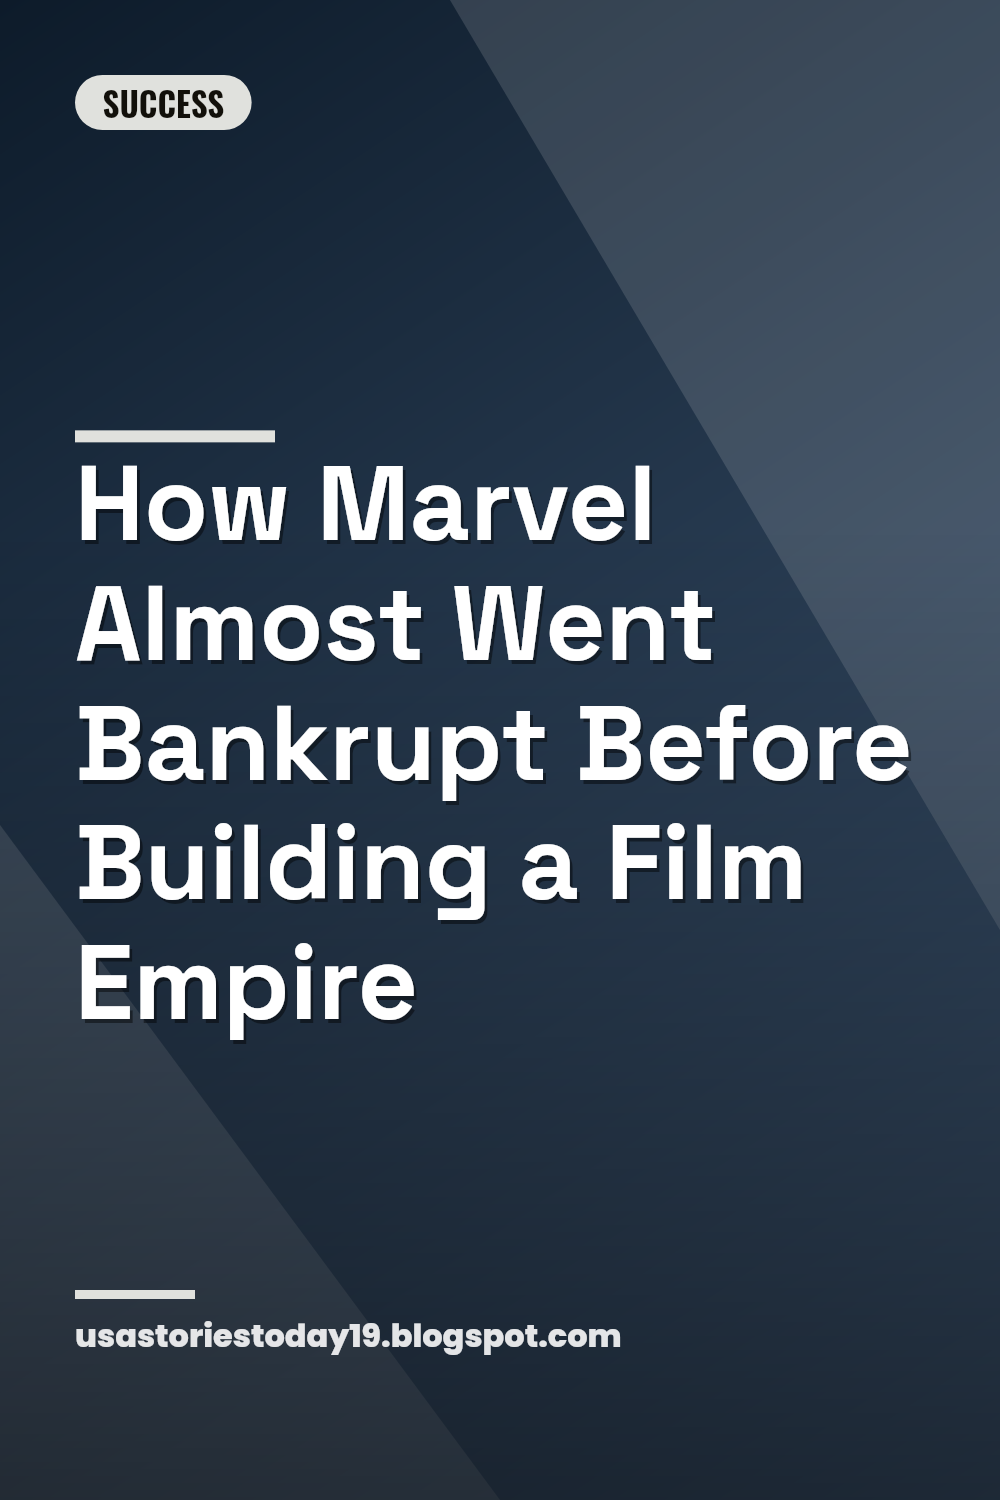 SUCCESS
How Marvel
Almost Went
Bankrupt Before
Building a Film
Empire
usastoriestoday19.blogspot.com